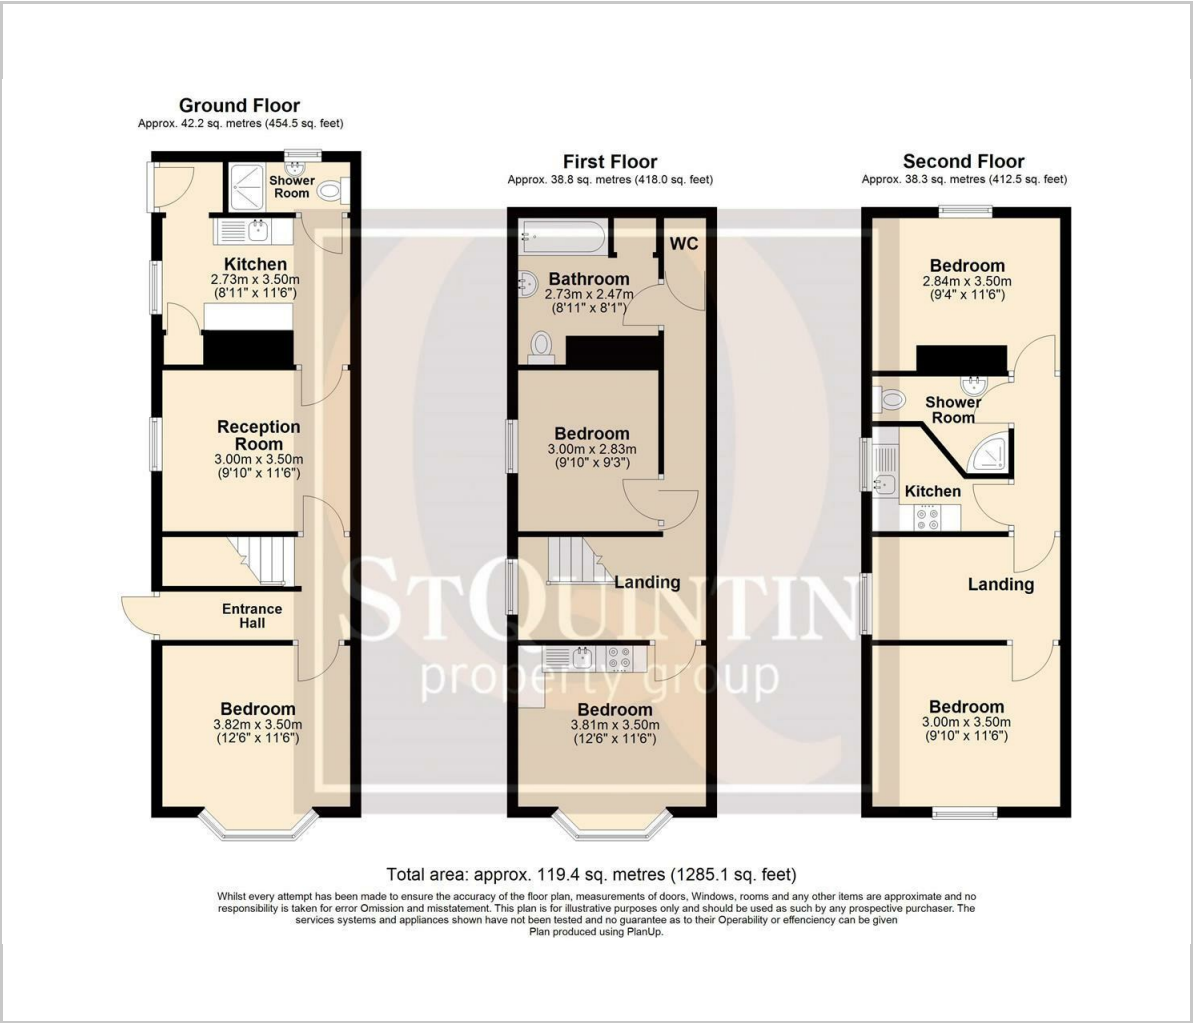 Ground Floor
Approx. 42.2 sq. metres (454.5 sq. feet)
Shower
Room
Kitchen
2.73m x 3.50m
(8'11" x 11'6")
Reception
Room
3.00m x 3.50m
(9'10" x 11'6")
Entrance
Hall
Bedroom
3.82m x 3.50m
(12'6" x 11'6")
First Floor
Approx. 38.8 sq. metres (418.0 sq. feet)
WC
Bathroom
2.73m x 2.47m
(8'11" x 8'1")
Bedroom
3.00m x 2.83m
(9'10" x 9'3")
Landing
Bedroom
3.81m x 3.50m
(12'6" x 11'6")
Second Floor
Approx. 38.3 sq. metres (412.5 sq. feet)
Bedroom
2.84m x 3.50m
(9'4" x 11'6")
Shower
Room
Kitchen
Landing
Bedroom
3.00m x 3.50m
(9'10" x 11'6")
STQUINTIN
property group
Total area: approx. 119.4 sq. metres (1285.1 sq. feet)
Whilst every attempt has been made to ensure the accuracy of the floor plan, measurements of doors, Windows, rooms and any other items are approximate and no
responsibility is taken for error Omission and misstatement. This plan is for illustrative purposes only and should be used as such by any prospective purchaser. The
services systems and appliances shown have not been tested and no guarantee as to their Operability or effenciency can be given
Plan produced using PlanUp.